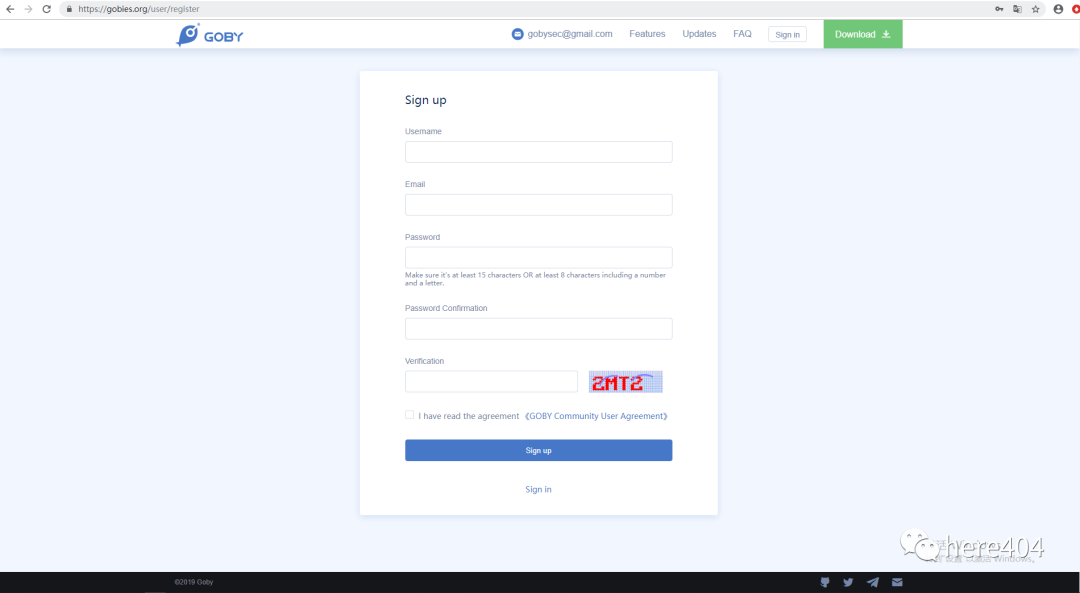 https://gobies.org/user/register
GOBY
gobysec@gmail.com Features Updates FAQ Sign in Download
Sign up
Username
Email
Password
Make sure it's at least 15 characters OR at least 8 characters including a number
and a letter.
Password Confirmation
Verification
2MT2
I have read the agreement 《GOBY Community User Agreement》
Sign up
Sign in
here404
Windows。
©2019 Goby